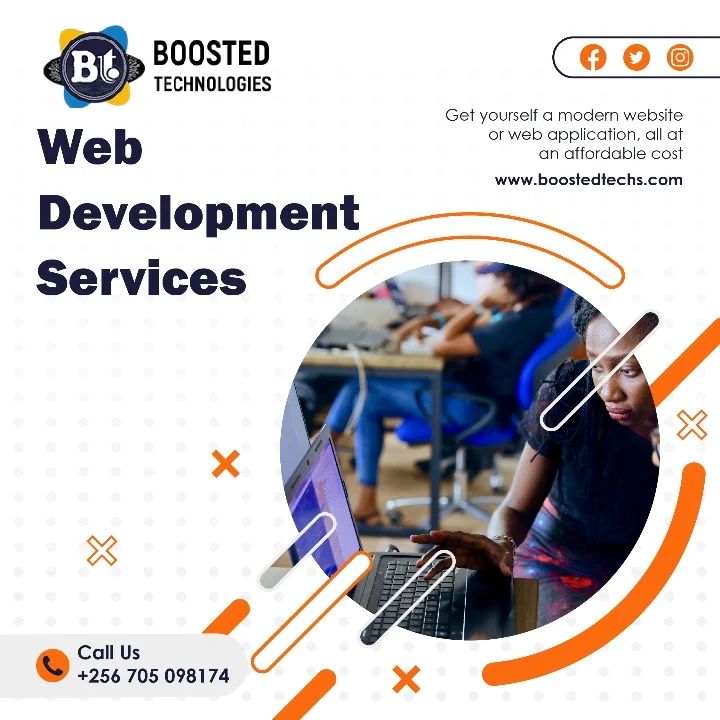 Bt.
BOOSTED
TECHNOLOGIES
Get yourself a modern website
or web application, all at
an affordable cost
www.boostedtechs.com
Web
Development
Services
Call Us
+256 705 098174